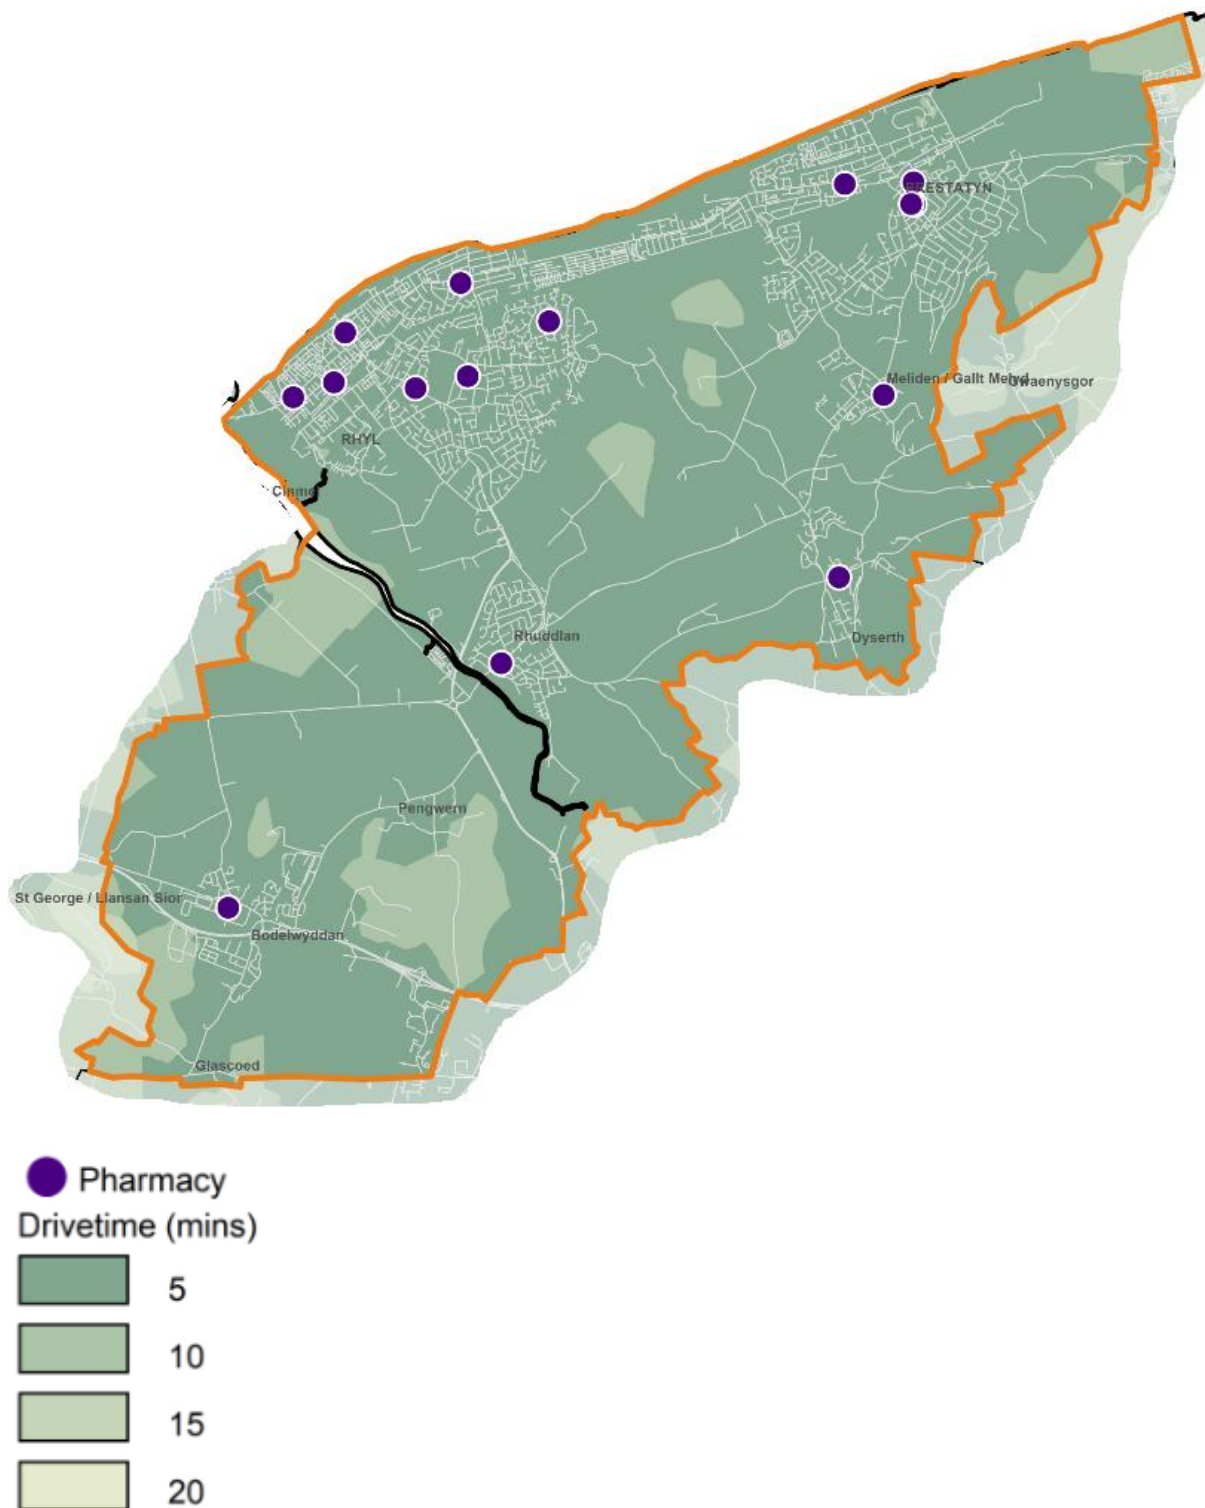 PRESTATYN
Meliden / Gallt Melyd
Gwaenysgor
RHYL
Cinmel
Rhuddlan
Dyserth
Pengwern
St George / Llansan Sior
Bodelwyddan
Glascoed
Pharmacy
Drivetime (mins)
5
10
15
20